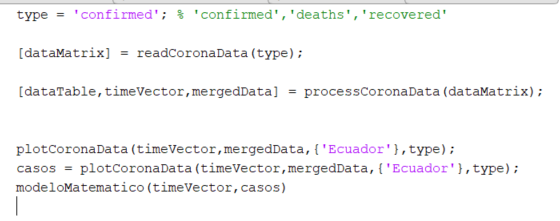 type = 'confirmed'; % 'confirmed','deaths','recovered'
[dataMatrix] = readCoronaData(type);
[dataTable,timeVector,mergedData] = processCoronaData(dataMatrix);
plotCoronaData(timeVector,mergedData,{'Ecuador'},type);
casos = plotCoronaData(timeVector,mergedData,{'Ecuador'},type);
modeloMatematico(timeVector,casos)